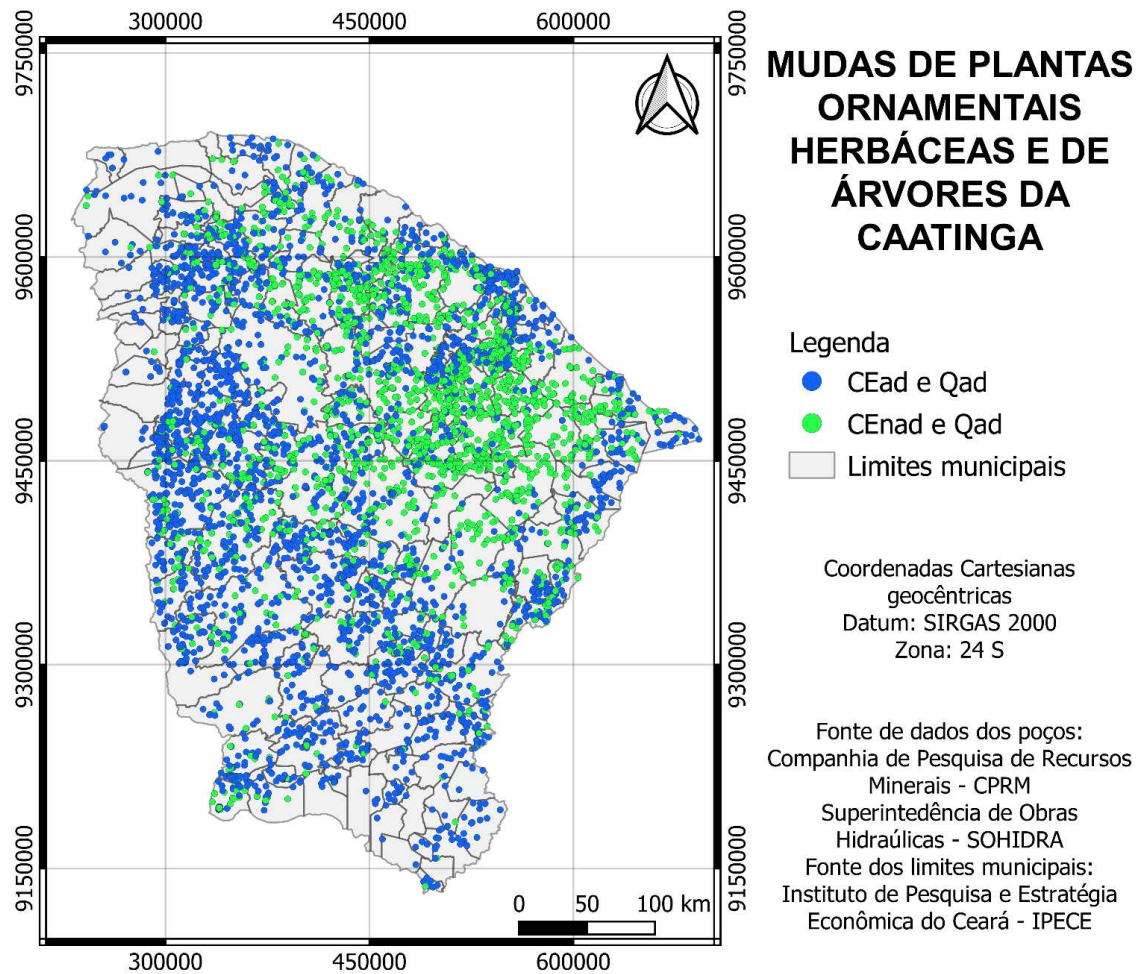 300000 450000 600000
9750000 9750000
9600000 9600000
9450000 9450000
9300000 9300000
9150000 9150000
0 50 100 km
300000 450000 600000
MUDAS DE PLANTAS
ORNAMENTAIS
HERBÁCEAS E DE
ÁRVORES DA
CAATINGA
Legenda
CEad e Qad
CEnad e Qad
Limites municipais
Coordenadas Cartesianas
geocêntricas
Datum: SIRGAS 2000
Zona: 24 S
Fonte de dados dos poços:
Companhia de Pesquisa de Recursos
Minerais - CPRM
Superintedência de Obras
Hidraúlicas - SOHIDRA
Fonte dos limites municipais:
Instituto de Pesquisa e Estratégia
Econômica do Ceará - IPECE